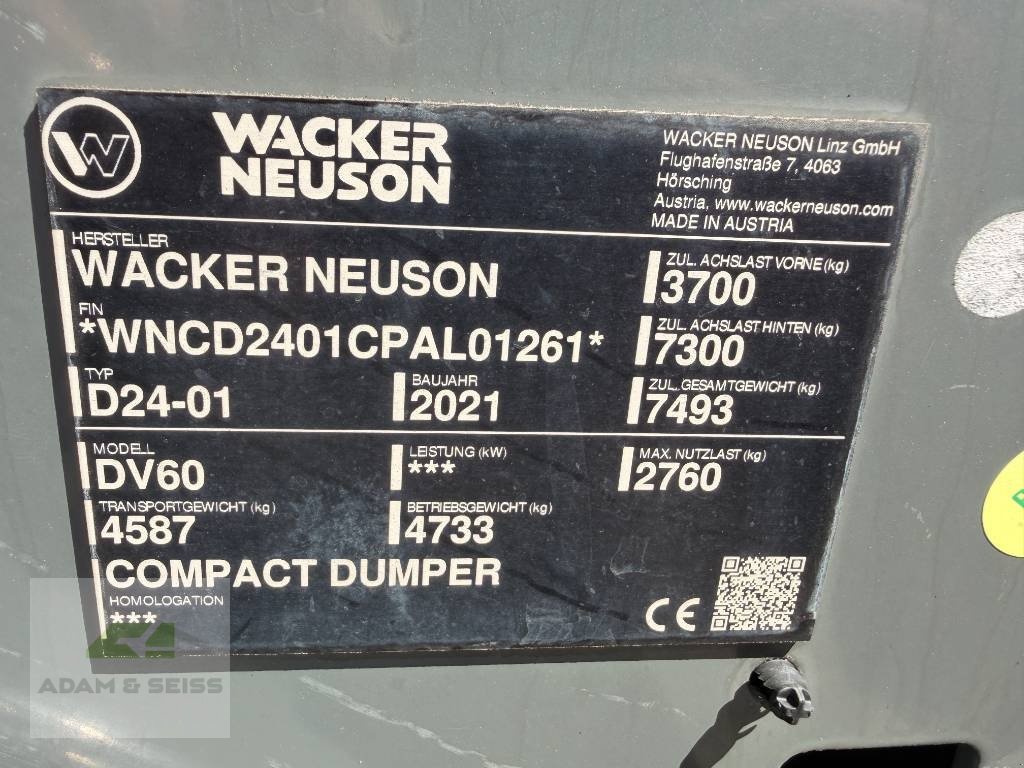 WACKER
NEUSON
WACKER NEUSON Linz GmbH
Flughafenstraße 7, 4063
Hörsching
Austria, www.wackerneuson.com
MADE IN AUSTRIA
HERSTELLER
WACKER NEUSON
FIN
*WNCD2401CPAL01261*
TYP
D24-01
BAUJAHR
2021
ZUL. ACHSLAST VORNE (kg)
3700
ZUL. ACHSLAST HINTEN (kg)
7300
ZUL. GESAMTGEWICHT (kg)
7493
MODELL
DV60
LEISTUNG (kW)
***
MAX. NUTZLAST (kg)
2760
TRANSPORTGEWICHT (kg)
4587
BETRIEBSGEWICHT (kg)
4733
COMPACT DUMPER
HOMOLOGATION
***
CE
ADAM & SEISS